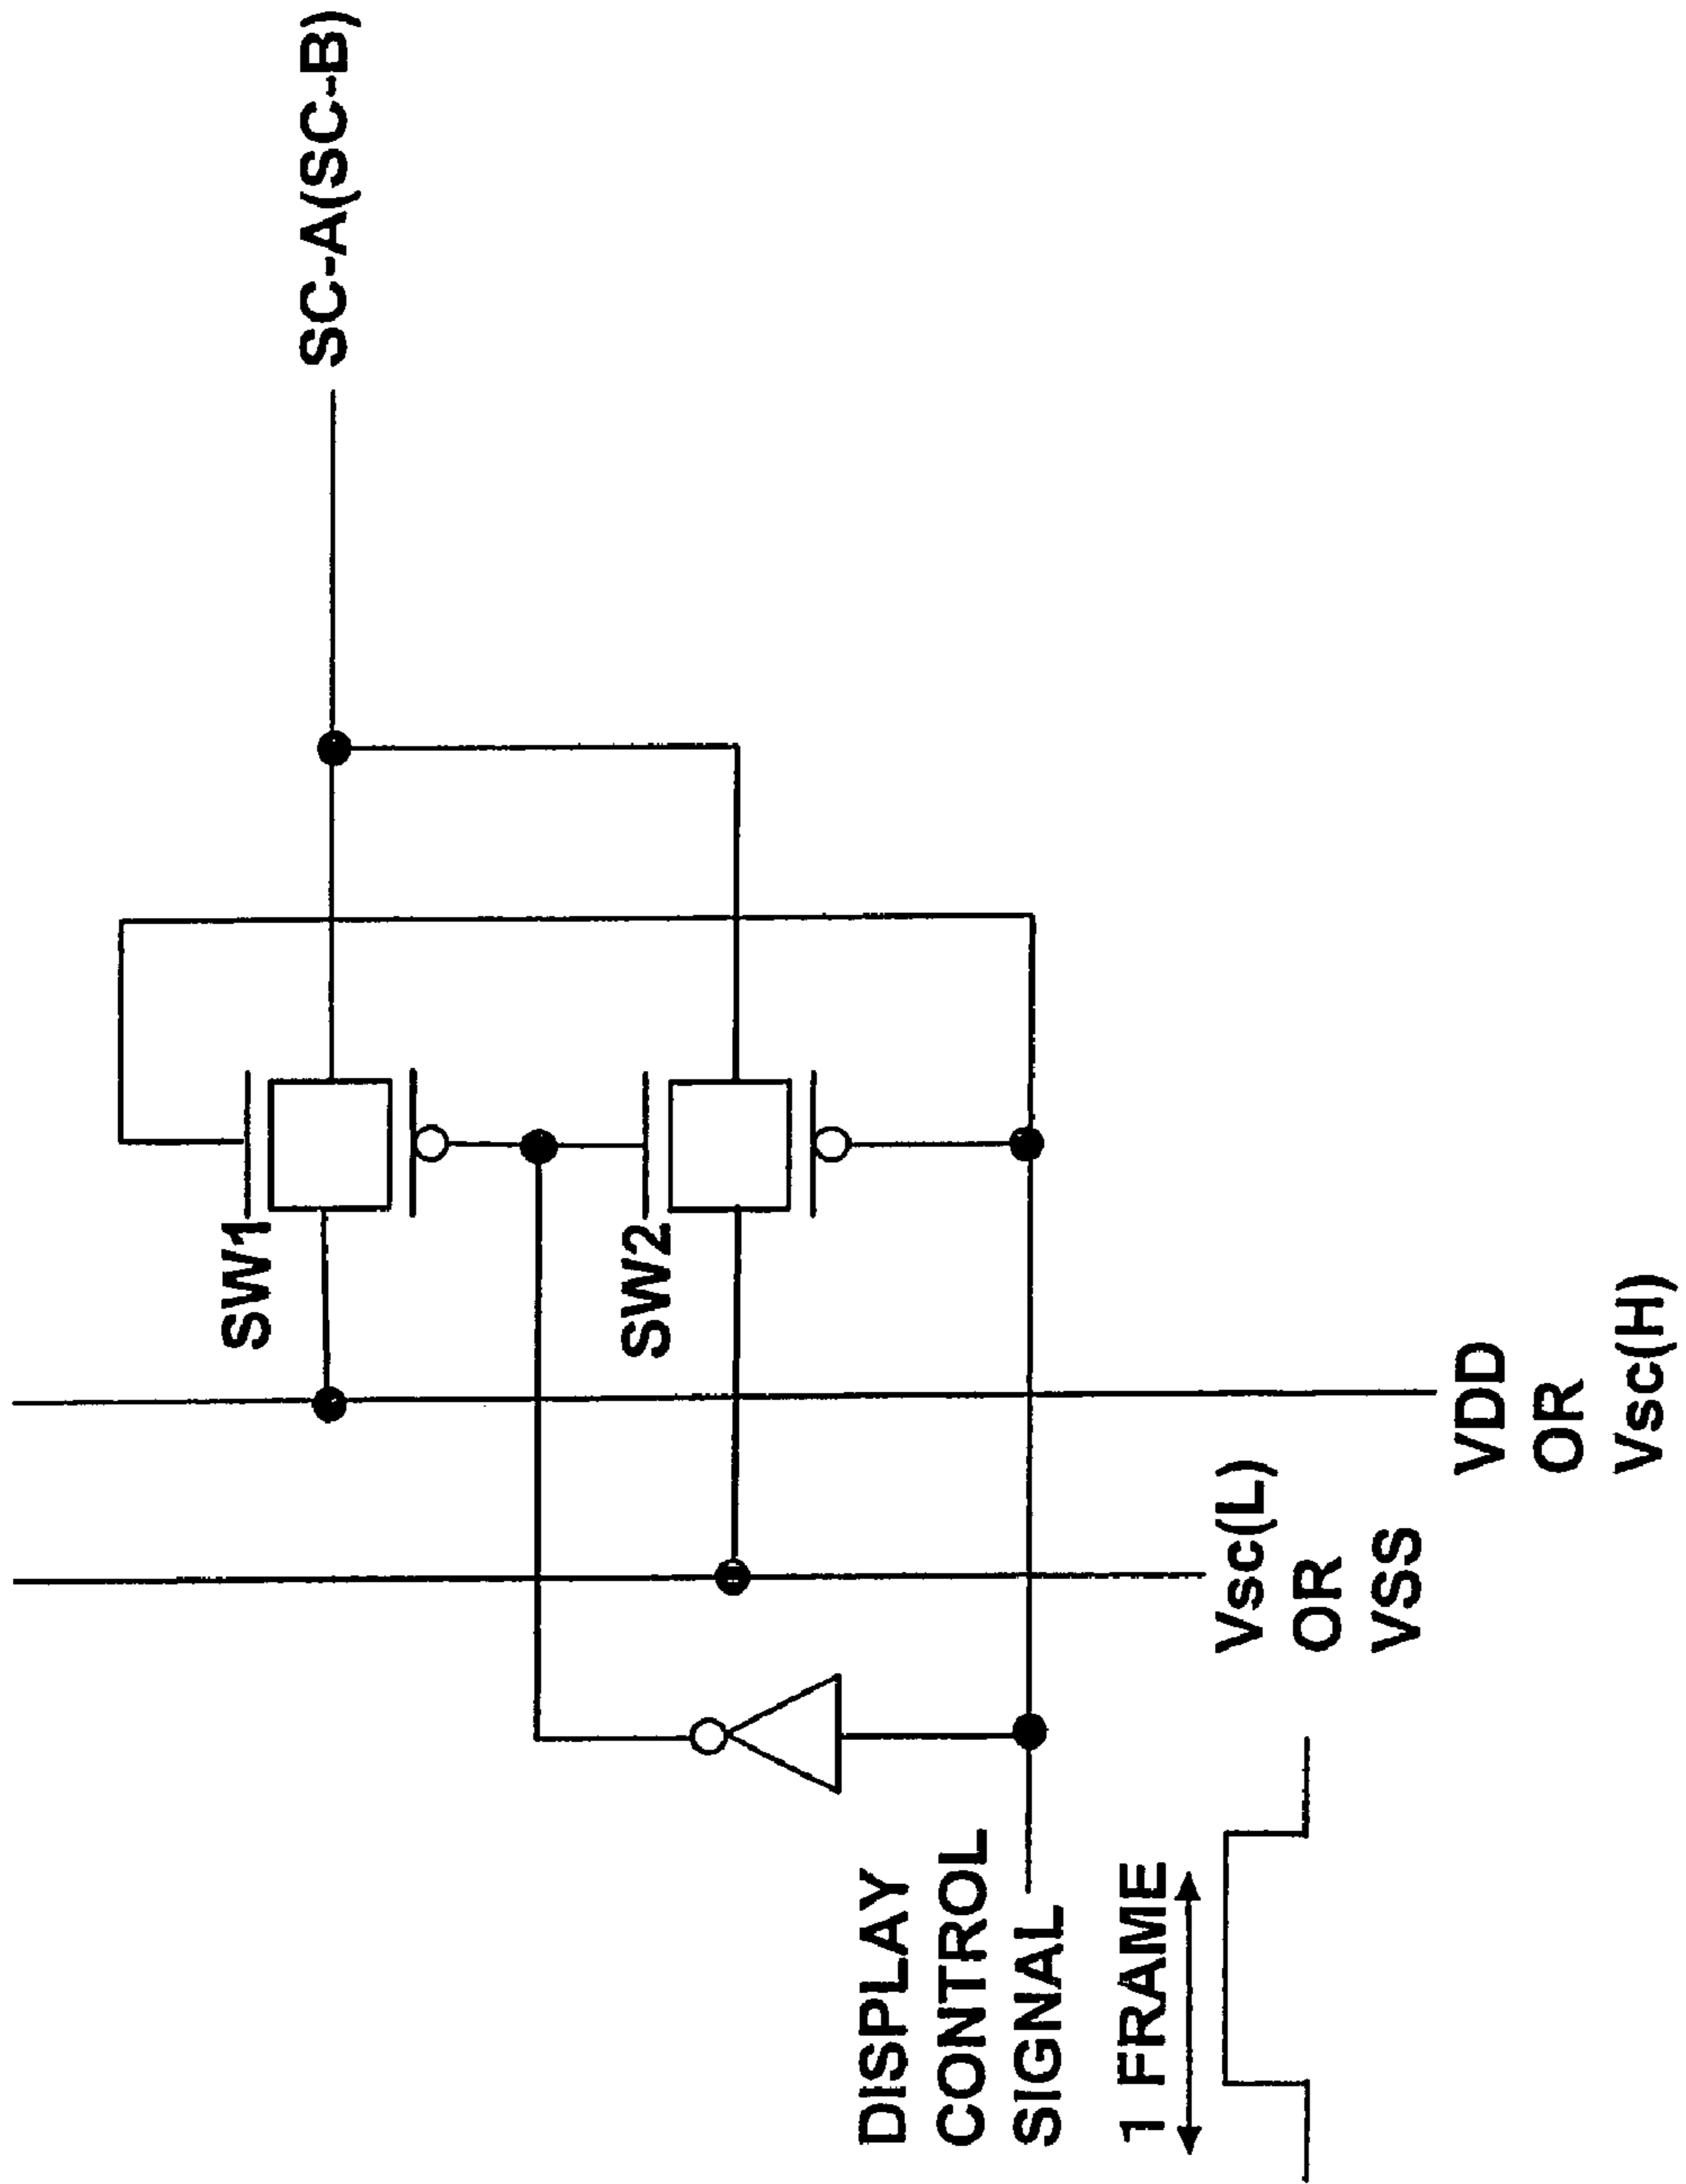 SC-A(SC-B)
SW1
SW2
DISPLAY
CONTROL
SIGNAL
1 FRAME
Vsc(L)
OR
VSS
VDD
OR
Vsc(H)